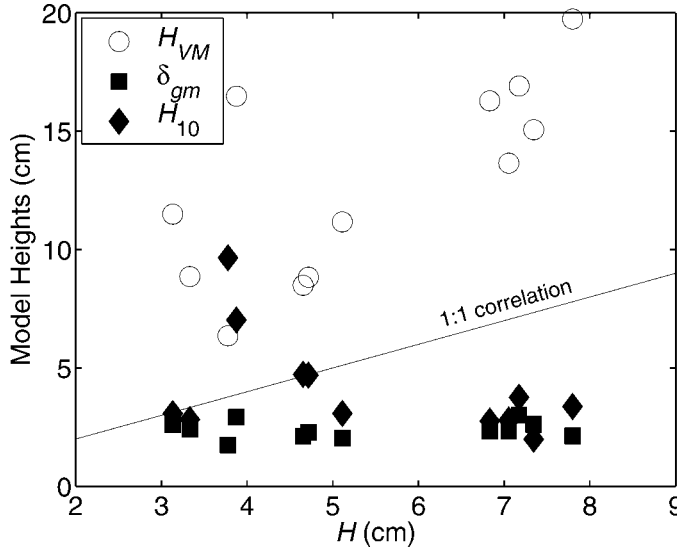 20
15
10
5
0
Model Heights (cm)
H_VM
δ_gm
H_10
1:1 correlation
2 3 4 5 6 7 8 9
H (cm)